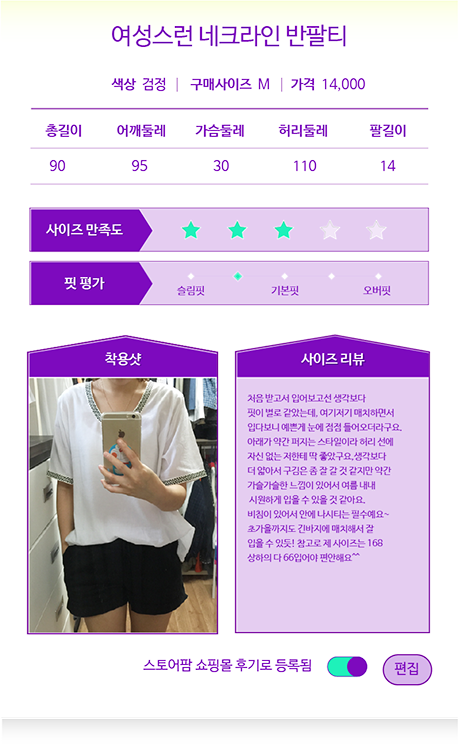 여성스런 네크라인 반팔티
색상 검정 | 구매사이즈 M | 가격 14,000
총길이 어깨둘레 가슴둘레 허리둘레 팔길이
90 95 30 110 14
사이즈 만족도
핏 평가
슬림핏 기본핏 오버핏
착용샷
사이즈 리뷰
처음 받고서 입어보고선 생각보다
핏이 별로 같았는데, 여기저기 매치하면서
입다보니 예쁜게 눈에 점점 들어오더라구요.
아래가 약간 퍼지는 스타일이라 허리 선에
자신 없는 저한테 딱 좋았구요.생각보다
더 얇아서 구김은 좀 잘 갈 것 같지만 약간
가슬가슬한 느낌이 있어서 여름 내내
시원하게 입을 수 있을 것 같아요.
비침이 있어서 안에 나시티는 필수예요~
초가을까지도 긴바지에 매치해서 잘
입을 수 있듯! 참고로 제 사이즈는 168
상하의 다 66입어야 편안해요^^
스토어팜 쇼핑몰 후기로 등록됨
편집